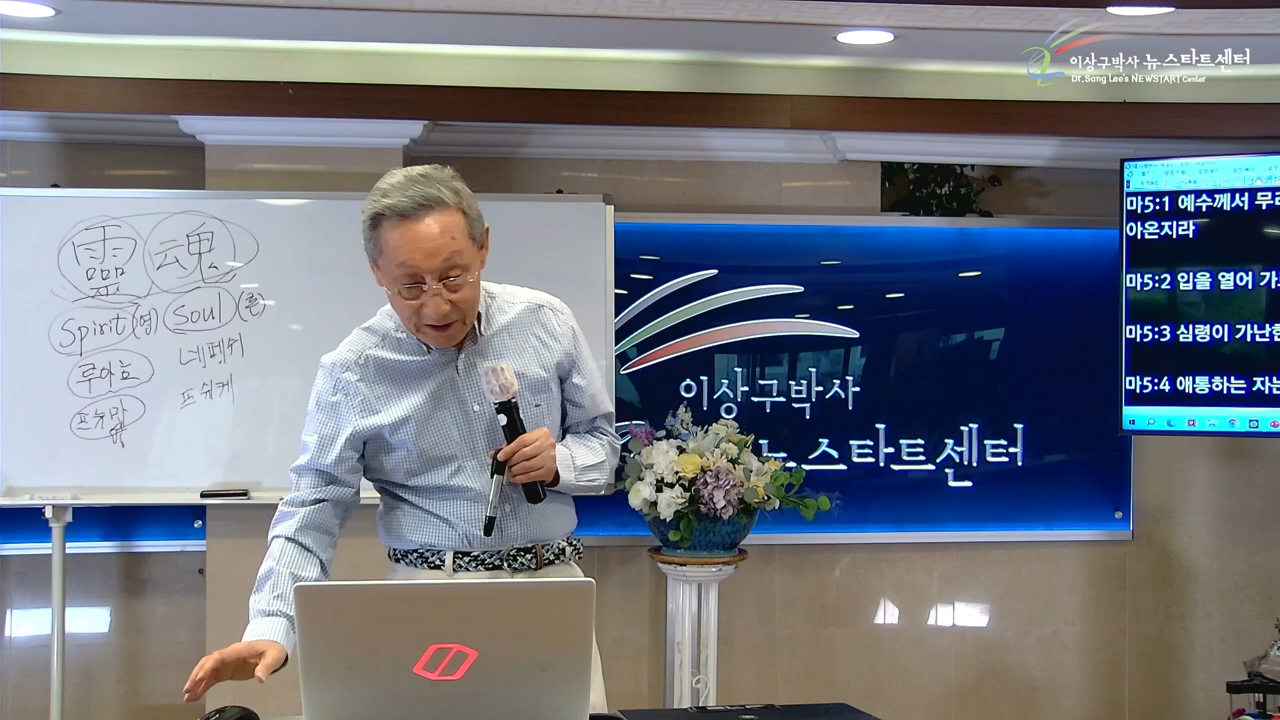 이상구박사 뉴스타트센터
Dr.Sang Lee's NEWSTART Center
靈魂
Spirit(영) Soul(혼)
루아흐 네페쉬
프뉴마 프쉬케
이상구박사
뉴스타트센터
마5:1 예수께서 무리
아온지라
마5:2 입을 열어
마5:3 심령이 가난한
마5:4 애통하는 자는